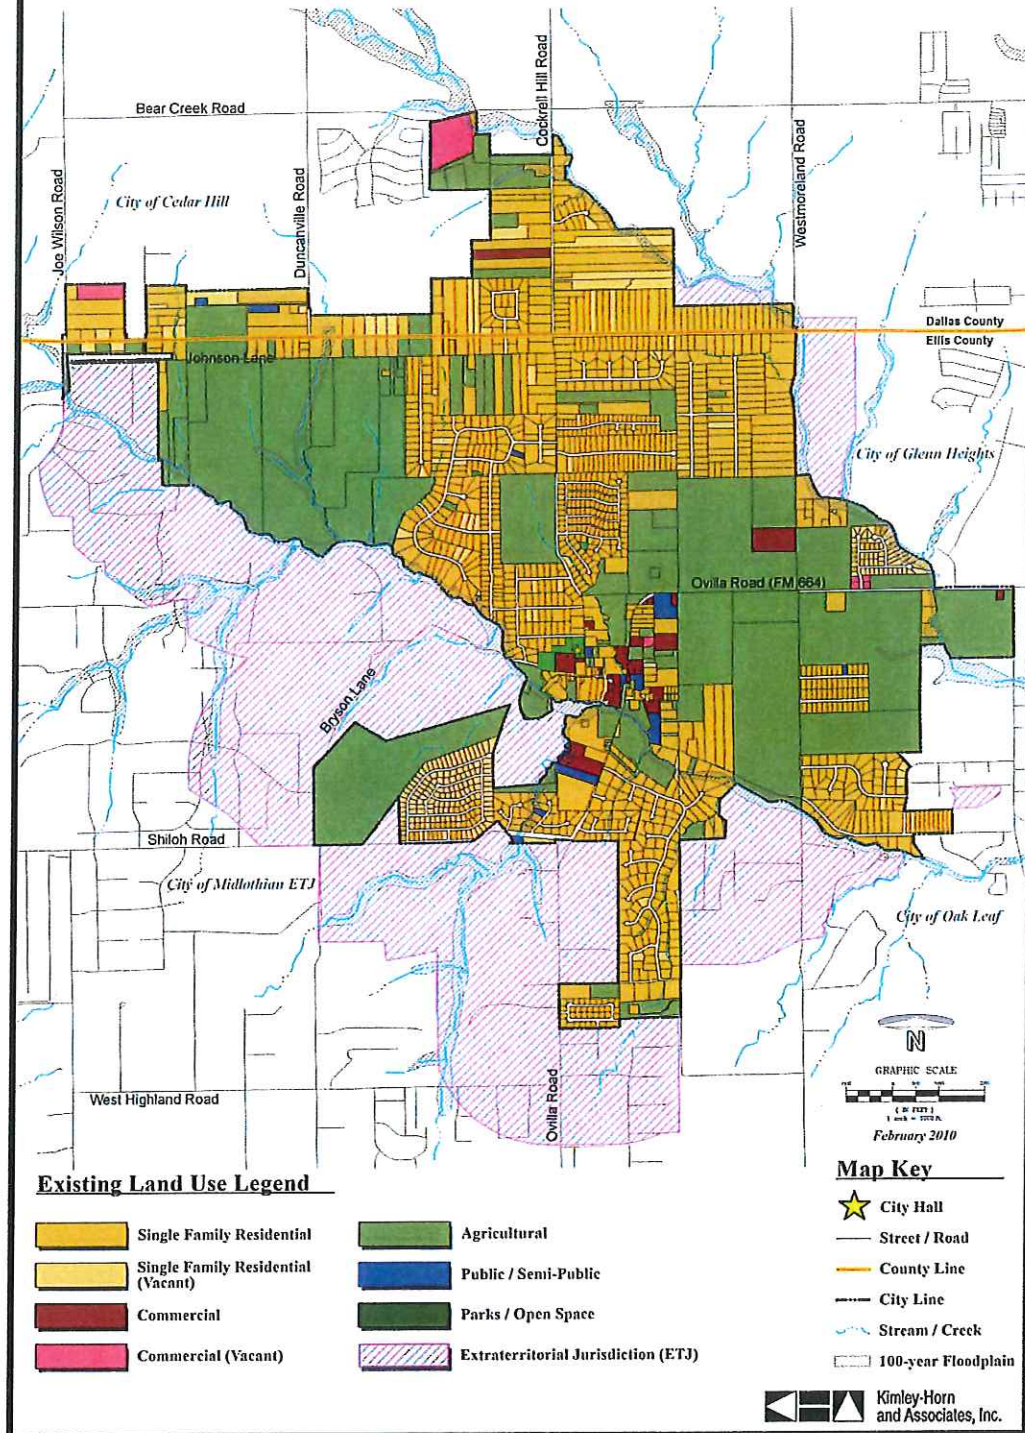 Bear Creek Road
Cockrell Hill Road
Joe Wilson Road
City of Cedar Hill
Duncanville Road
Westmoreland Road
Dallas County
Ellis County
Johnson Lane
City of Glenn Heights
Ovilla Road (FM 664)
Bryson Lane
Shiloh Road
City of Midlothian ETJ
City of Oak Leaf
N
GRAPHIC SCALE
( IN FEET )
February 2010
West Highland Road
Ovilla Road
Existing Land Use Legend
Single Family Residential
Single Family Residential
(Vacant)
Commercial
Commercial (Vacant)
Agricultural
Public / Semi-Public
Parks / Open Space
Extraterritorial Jurisdiction (ETJ)
Map Key
City Hall
Street / Road
County Line
City Line
Stream / Creek
100-year Floodplain
Kimley-Horn
and Associates, Inc.